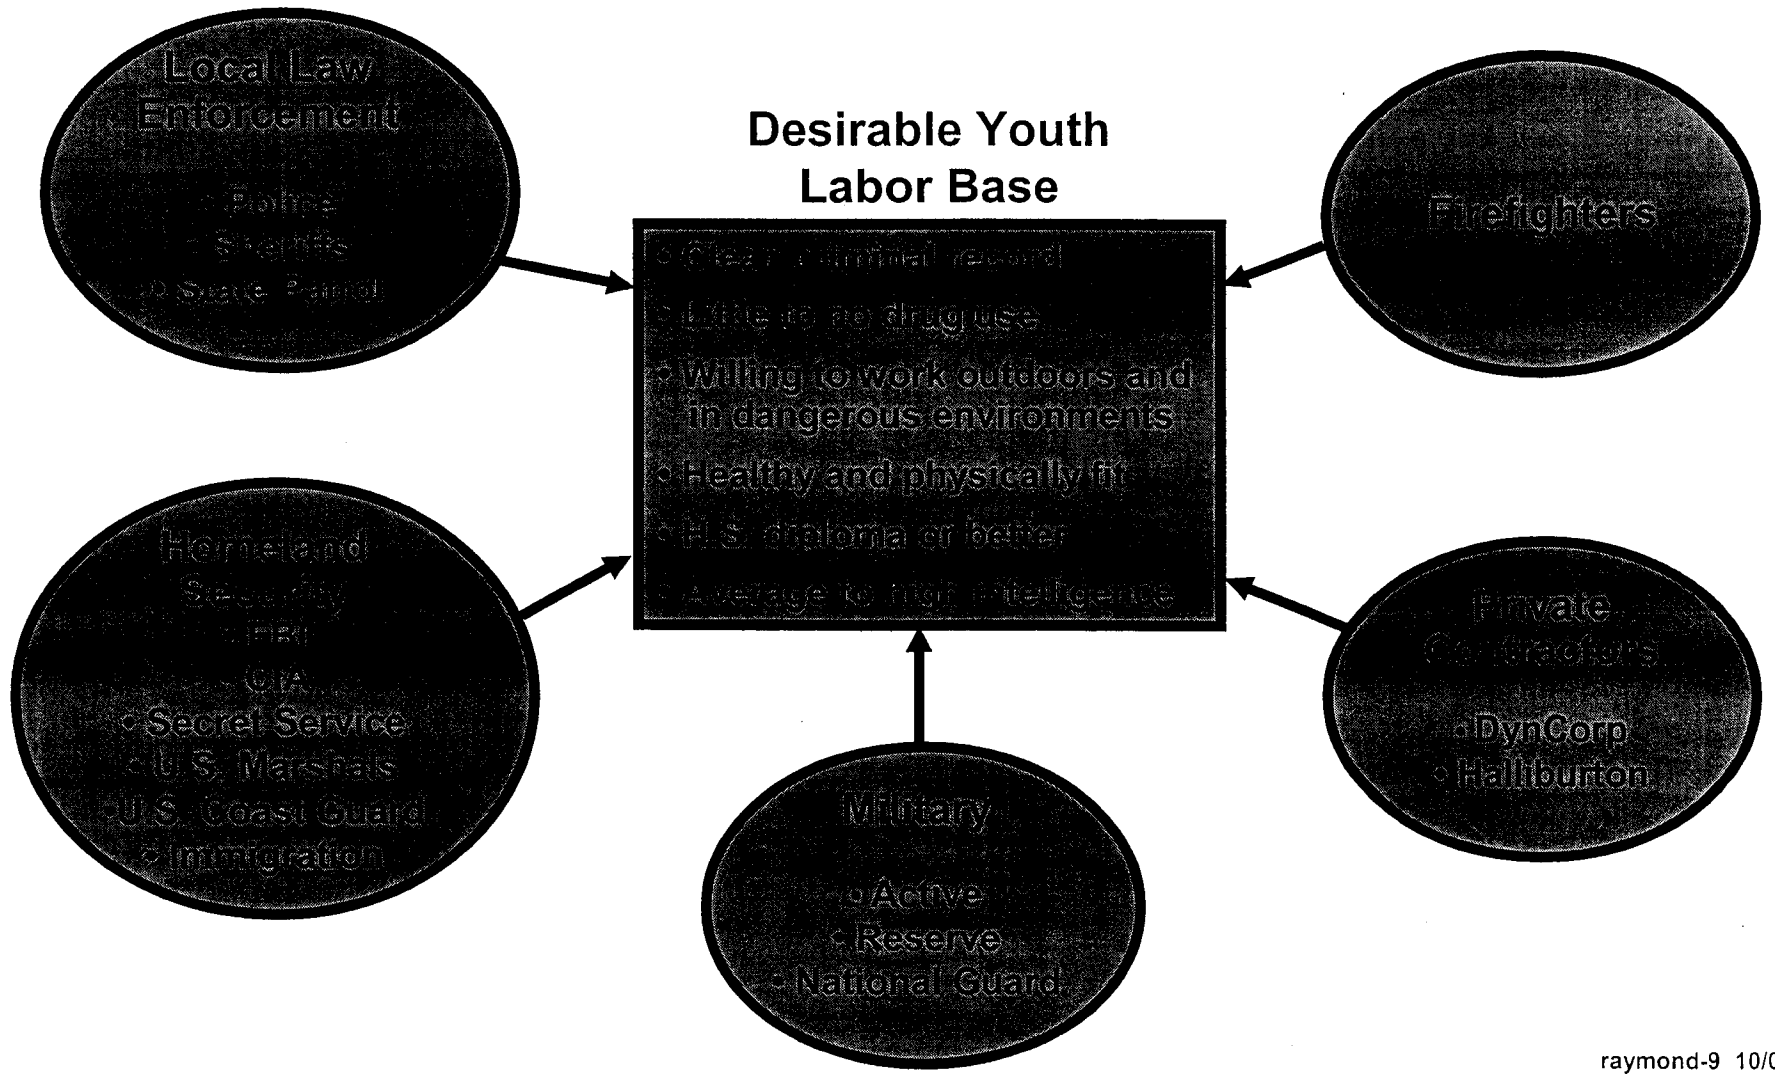 Local Law
Enforcement
• Police
• Sheriffs
• State Patrol
Desirable Youth
Labor Base
• Clean criminal record
• Little to no drug use
• Willing to work outdoors and
in dangerous environments
• Healthy and physically fit
• H.S. diploma or better
• Average to high intelligence
Firefighters
Homeland
Security
• FBI
• CIA
• Secret Service
• U.S. Marshals
• U.S. Coast Guard
• Immigration
Military
• Active
• Reserve
• National Guard
Private
Contractors
• DynCorp
• Halliburton
raymond-9 10/0